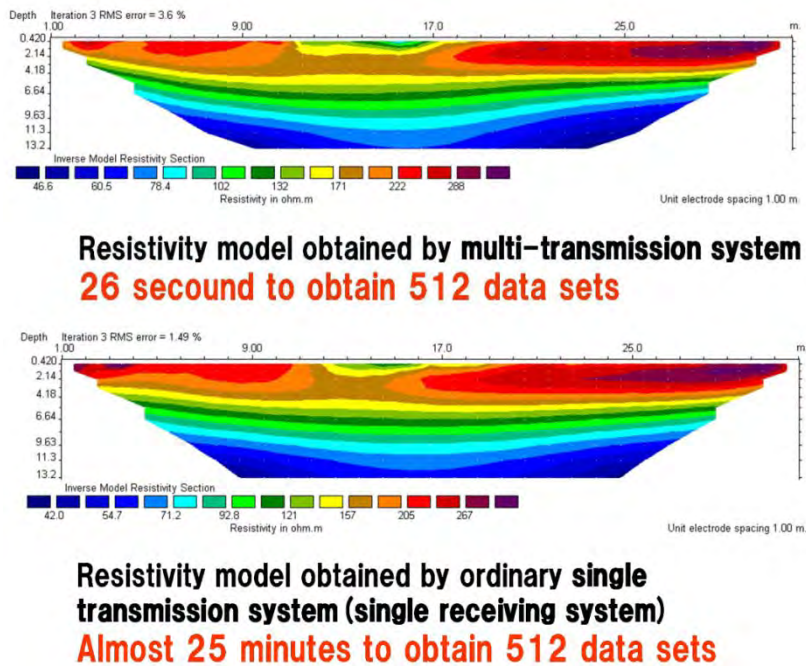 Depth Iteration 3 RMS error = 3.6 %
1.00 9.00 17.0 25.0 m.
0.420
2.14
4.18
6.64
9.63
11.3
13.2
Inverse Model Resistivity Section
46.6 60.5 78.4 102 132 171 222 288
Resistivity in ohm.m
Unit electrode spacing 1.00 m.
Resistivity model obtained by multi-transmission system
26 secound to obtain 512 data sets
Depth Iteration 3 RMS error = 1.49 %
1.00 9.00 17.0 25.0 m.
0.420
2.14
4.18
6.64
9.63
11.3
13.2
Inverse Model Resistivity Section
42.0 54.7 71.2 92.8 121 157 205 267
Resistivity in ohm.m
Unit electrode spacing 1.00 m.
Resistivity model obtained by ordinary single
transmission system (single receiving system)
Almost 25 minutes to obtain 512 data sets